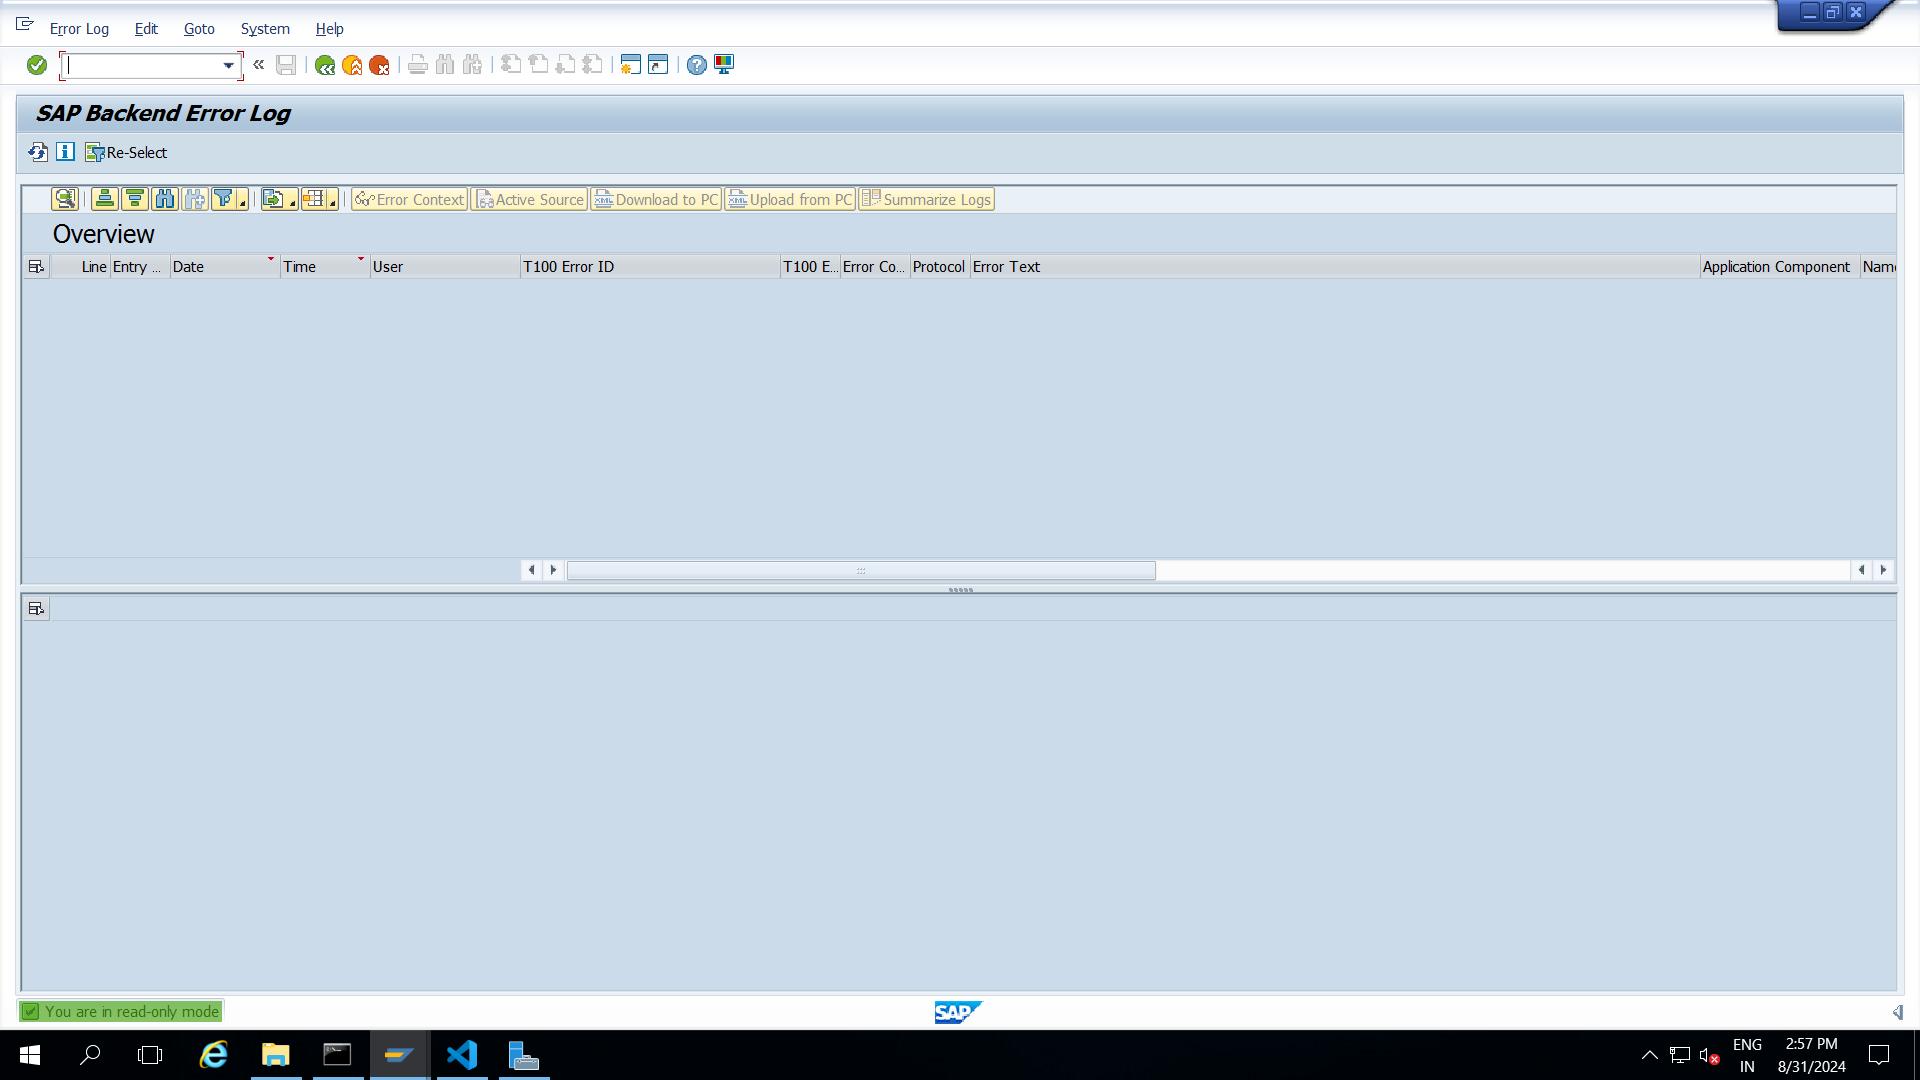 Error Log Edit Goto System Help
SAP Backend Error Log
Re-Select
Error Context Active Source Download to PC Upload from PC Summarize Logs
Overview
Line Entry ... Date Time User T100 Error ID T100 E... Error Co... Protocol Error Text Application Component Name
You are in read-only mode
SAP
ENG 2:57 PM
IN 8/31/2024